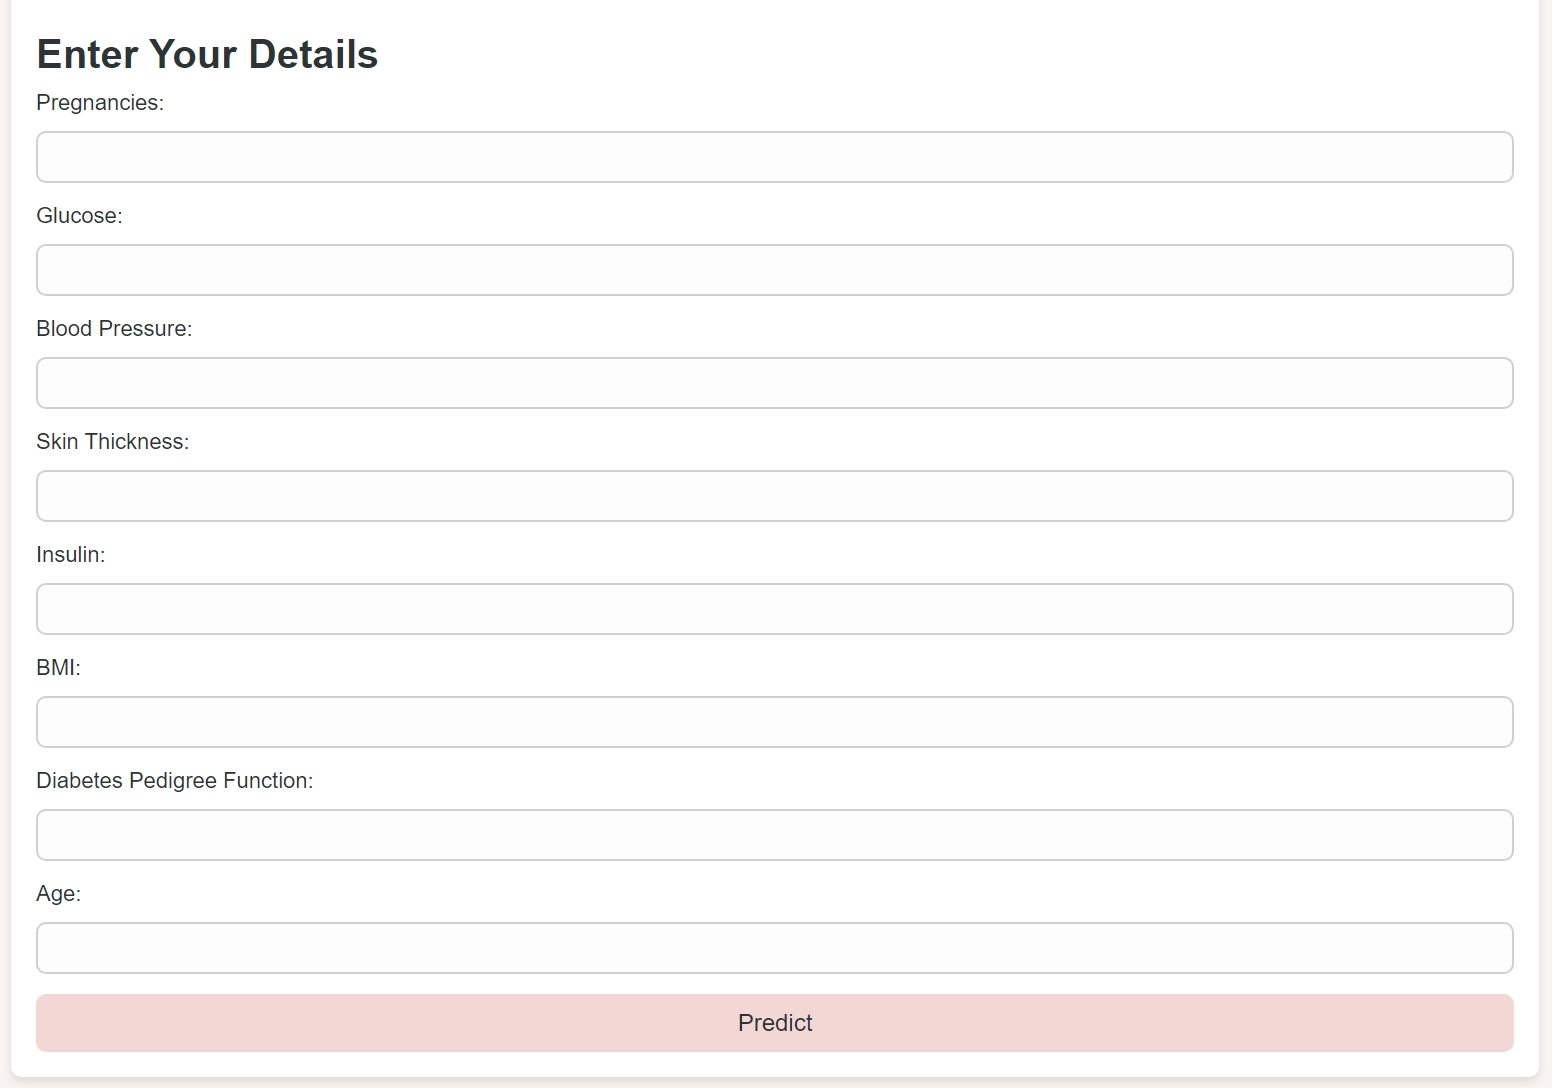 Enter Your Details
Pregnancies:
Glucose:
Blood Pressure:
Skin Thickness:
Insulin:
BMI:
Diabetes Pedigree Function:
Age:
Predict